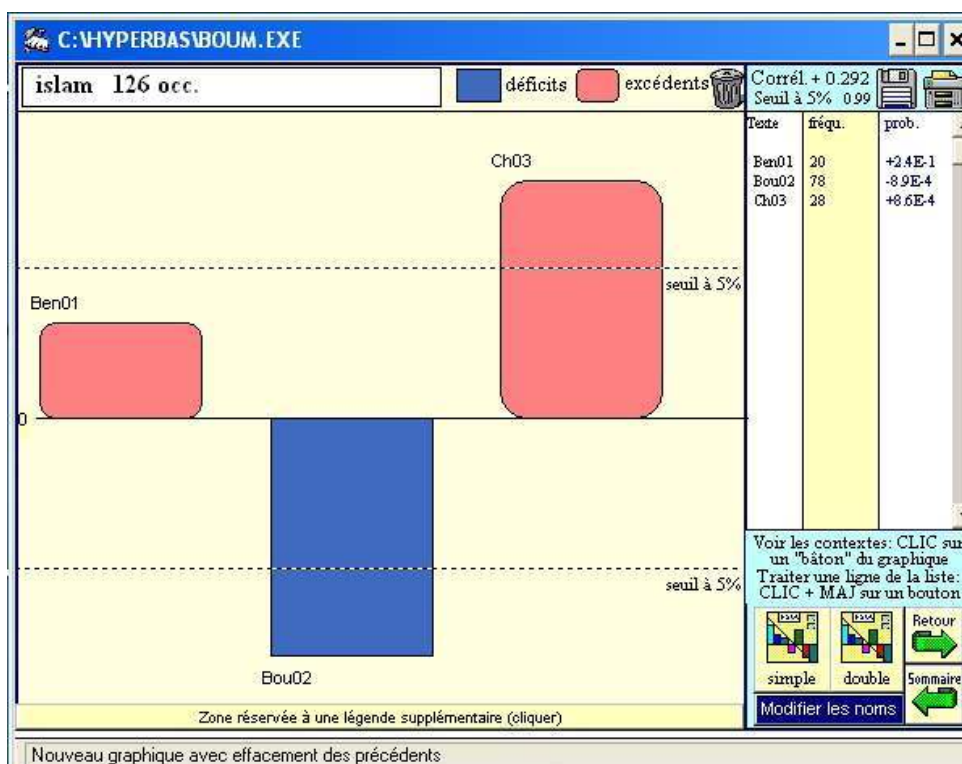 C:\HYPERBAS\BOUM.EXE
islam 126 occ.
déficits
excédents
Corrél. + 0.292
Seuil à 5% 0.99
Texte fréqu. prob.
Ben01 20 +2.4E-1
Bou02 78 -8.9E-4
Ch03 28 +8.6E-4
Ch03
seuil à 5%
Ben01
0
seuil à 5%
Bou02
Voir les contextes: CLIC sur
un "bâton" du graphique
Traiter une ligne de la liste:
CLIC + MAJ sur un bouton
simple
double
Retour
Sommaire
Modifier les noms
Zone réservée à une légende supplémentaire (cliquer)
Nouveau graphique avec effacement des précédents